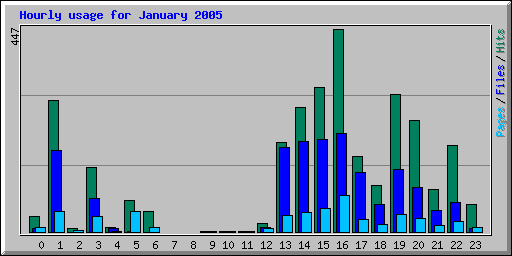 Hourly usage for January 2005
447
Pages / Files / Hits
0 1 2 3 4 5 6 7 8 9 10 11 12 13 14 15 16 17 18 19 20 21 22 23